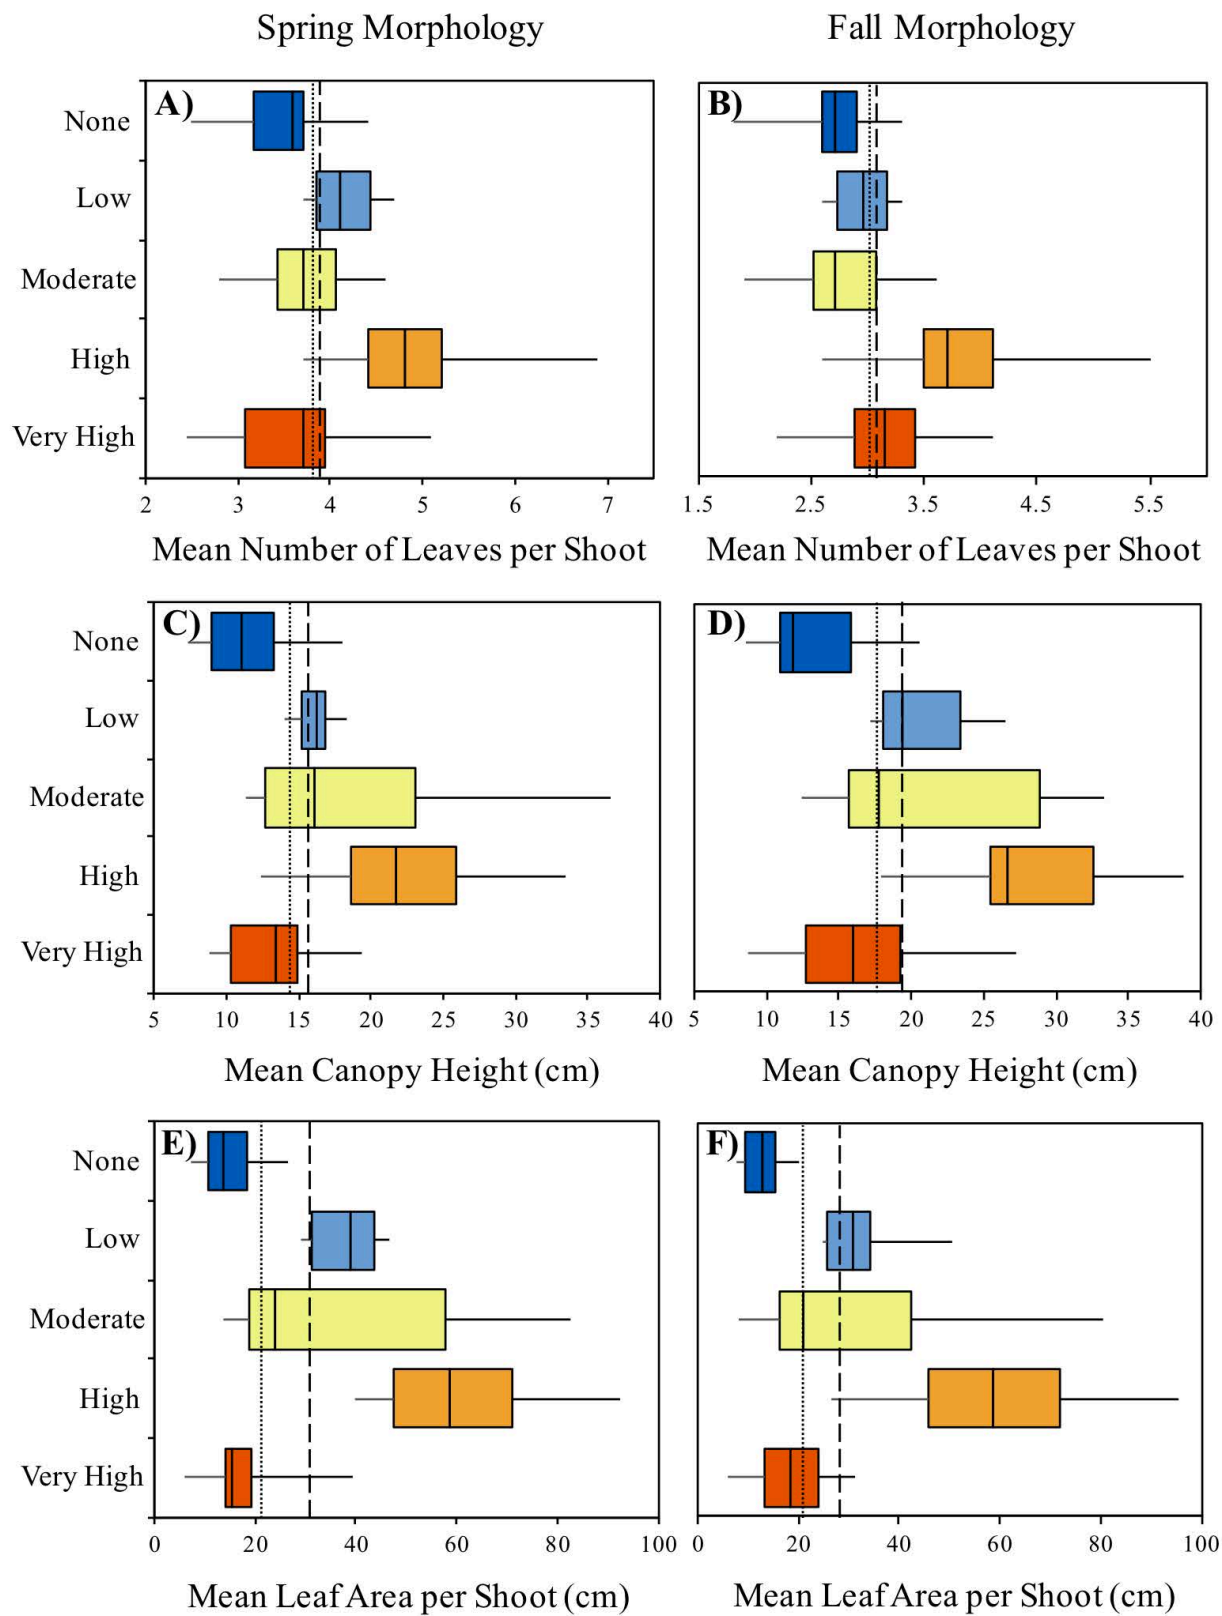 Spring Morphology
Fall Morphology
A)
None
Low
Moderate
High
Very High
2 3 4 5 6 7
Mean Number of Leaves per Shoot
B)
1.5 2.5 3.5 4.5 5.5
Mean Number of Leaves per Shoot
C)
None
Low
Moderate
High
Very High
5 10 15 20 25 30 35 40
Mean Canopy Height (cm)
D)
5 10 15 20 25 30 35 40
Mean Canopy Height (cm)
E)
None
Low
Moderate
High
Very High
0 20 40 60 80 100
Mean Leaf Area per Shoot (cm)
F)
0 20 40 60 80 100
Mean Leaf Area per Shoot (cm)